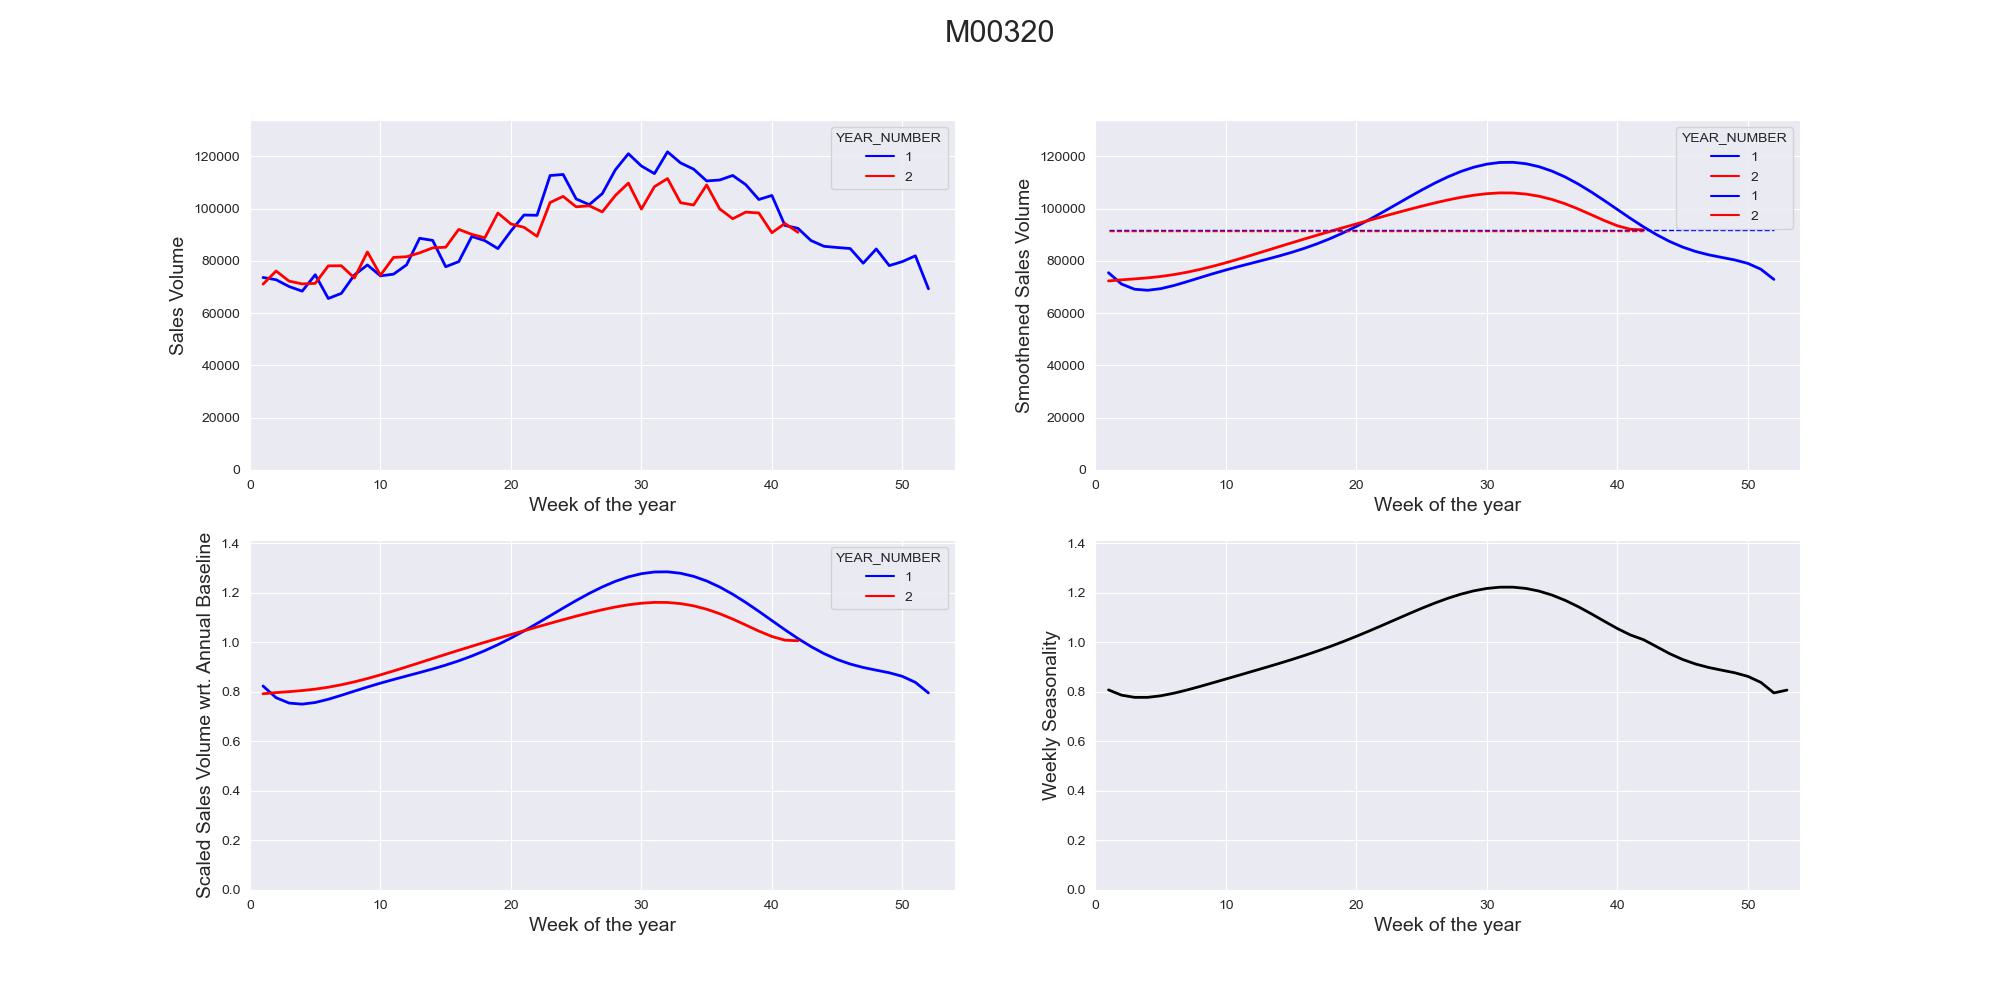 M00320
Sales Volume
120000
100000
80000
60000
40000
20000
0
0 10 20 30 40 50
Week of the year
YEAR_NUMBER
1
2
Smoothened Sales Volume
120000
100000
80000
60000
40000
20000
0
0 10 20 30 40 50
Week of the year
YEAR_NUMBER
1
2
1
2
Scaled Sales Volume wrt. Annual Baseline
1.4
1.2
1.0
0.8
0.6
0.4
0.2
0.0
0 10 20 30 40 50
Week of the year
YEAR_NUMBER
1
2
Weekly Seasonality
1.4
1.2
1.0
0.8
0.6
0.4
0.2
0.0
0 10 20 30 40 50
Week of the year